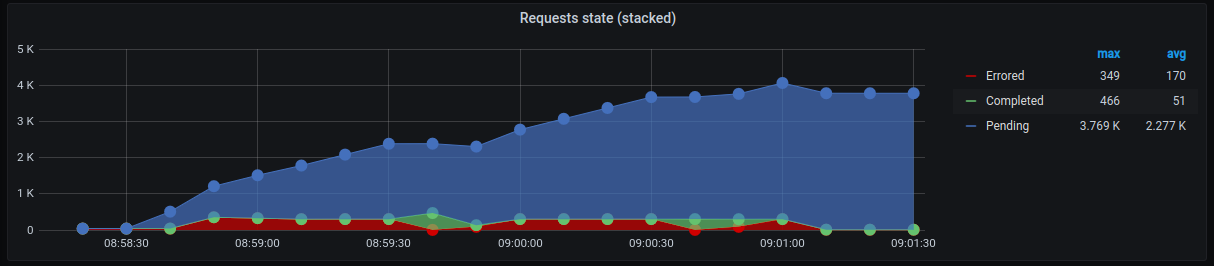 Requests state (stacked)
5 K
4 K
3 K
2 K
1 K
0
08:58:30 08:59:00 08:59:30 09:00:00 09:00:30 09:01:00 09:01:30
max avg
Errored 349 170
Completed 466 51
Pending 3.769 K 2.277 K